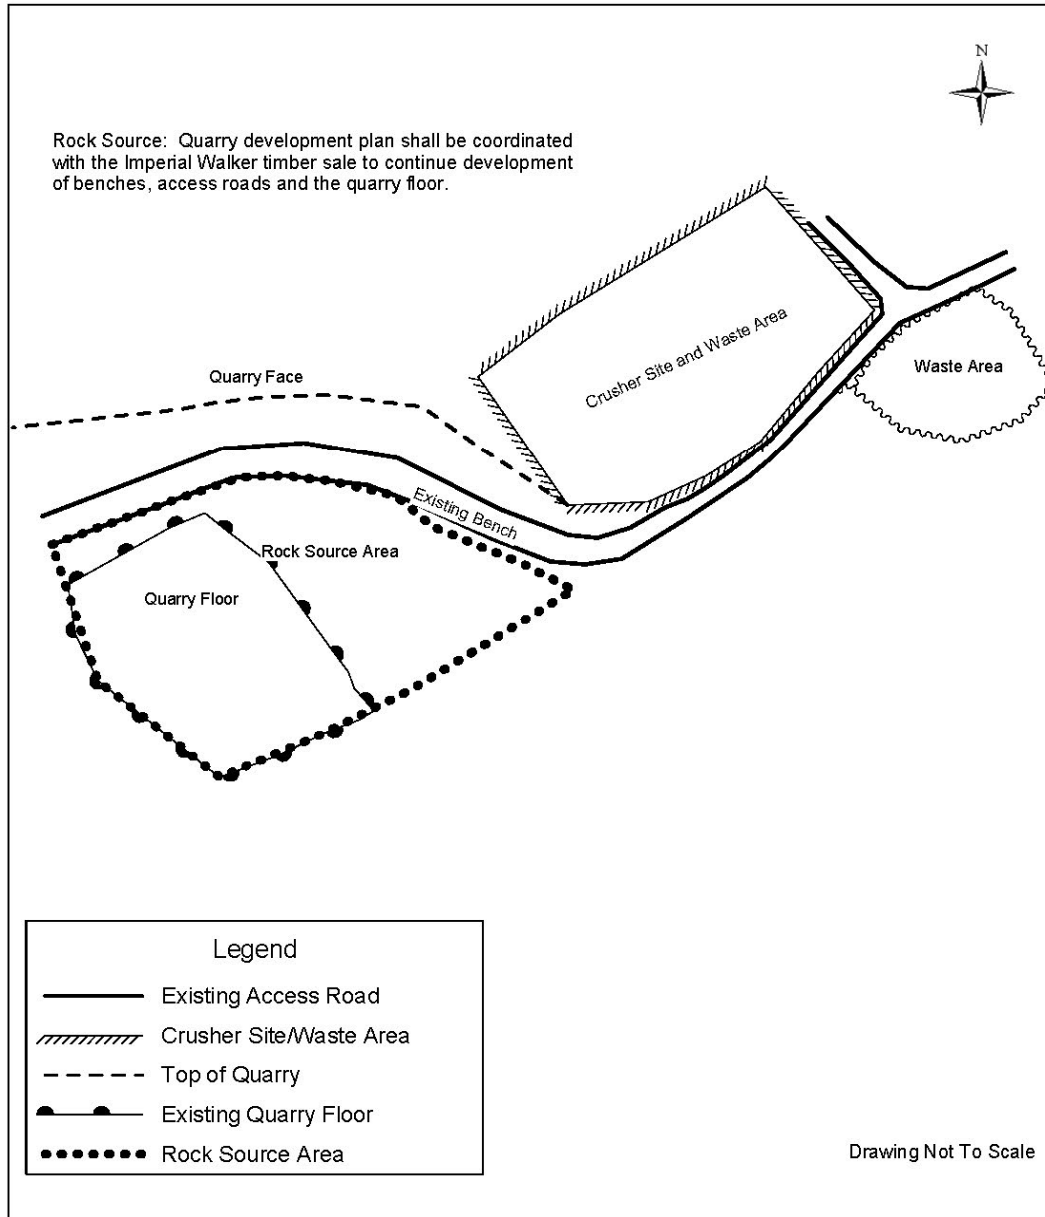 N
Rock Source: Quarry development plan shall be coordinated
with the Imperial Walker timber sale to continue development
of benches, access roads and the quarry floor.
Crusher Site and Waste Area
Waste Area
Quarry Face
Existing Bench
Rock Source Area
Quarry Floor
Legend
Existing Access Road
Crusher Site/Waste Area
Top of Quarry
Existing Quarry Floor
Rock Source Area
Drawing Not To Scale